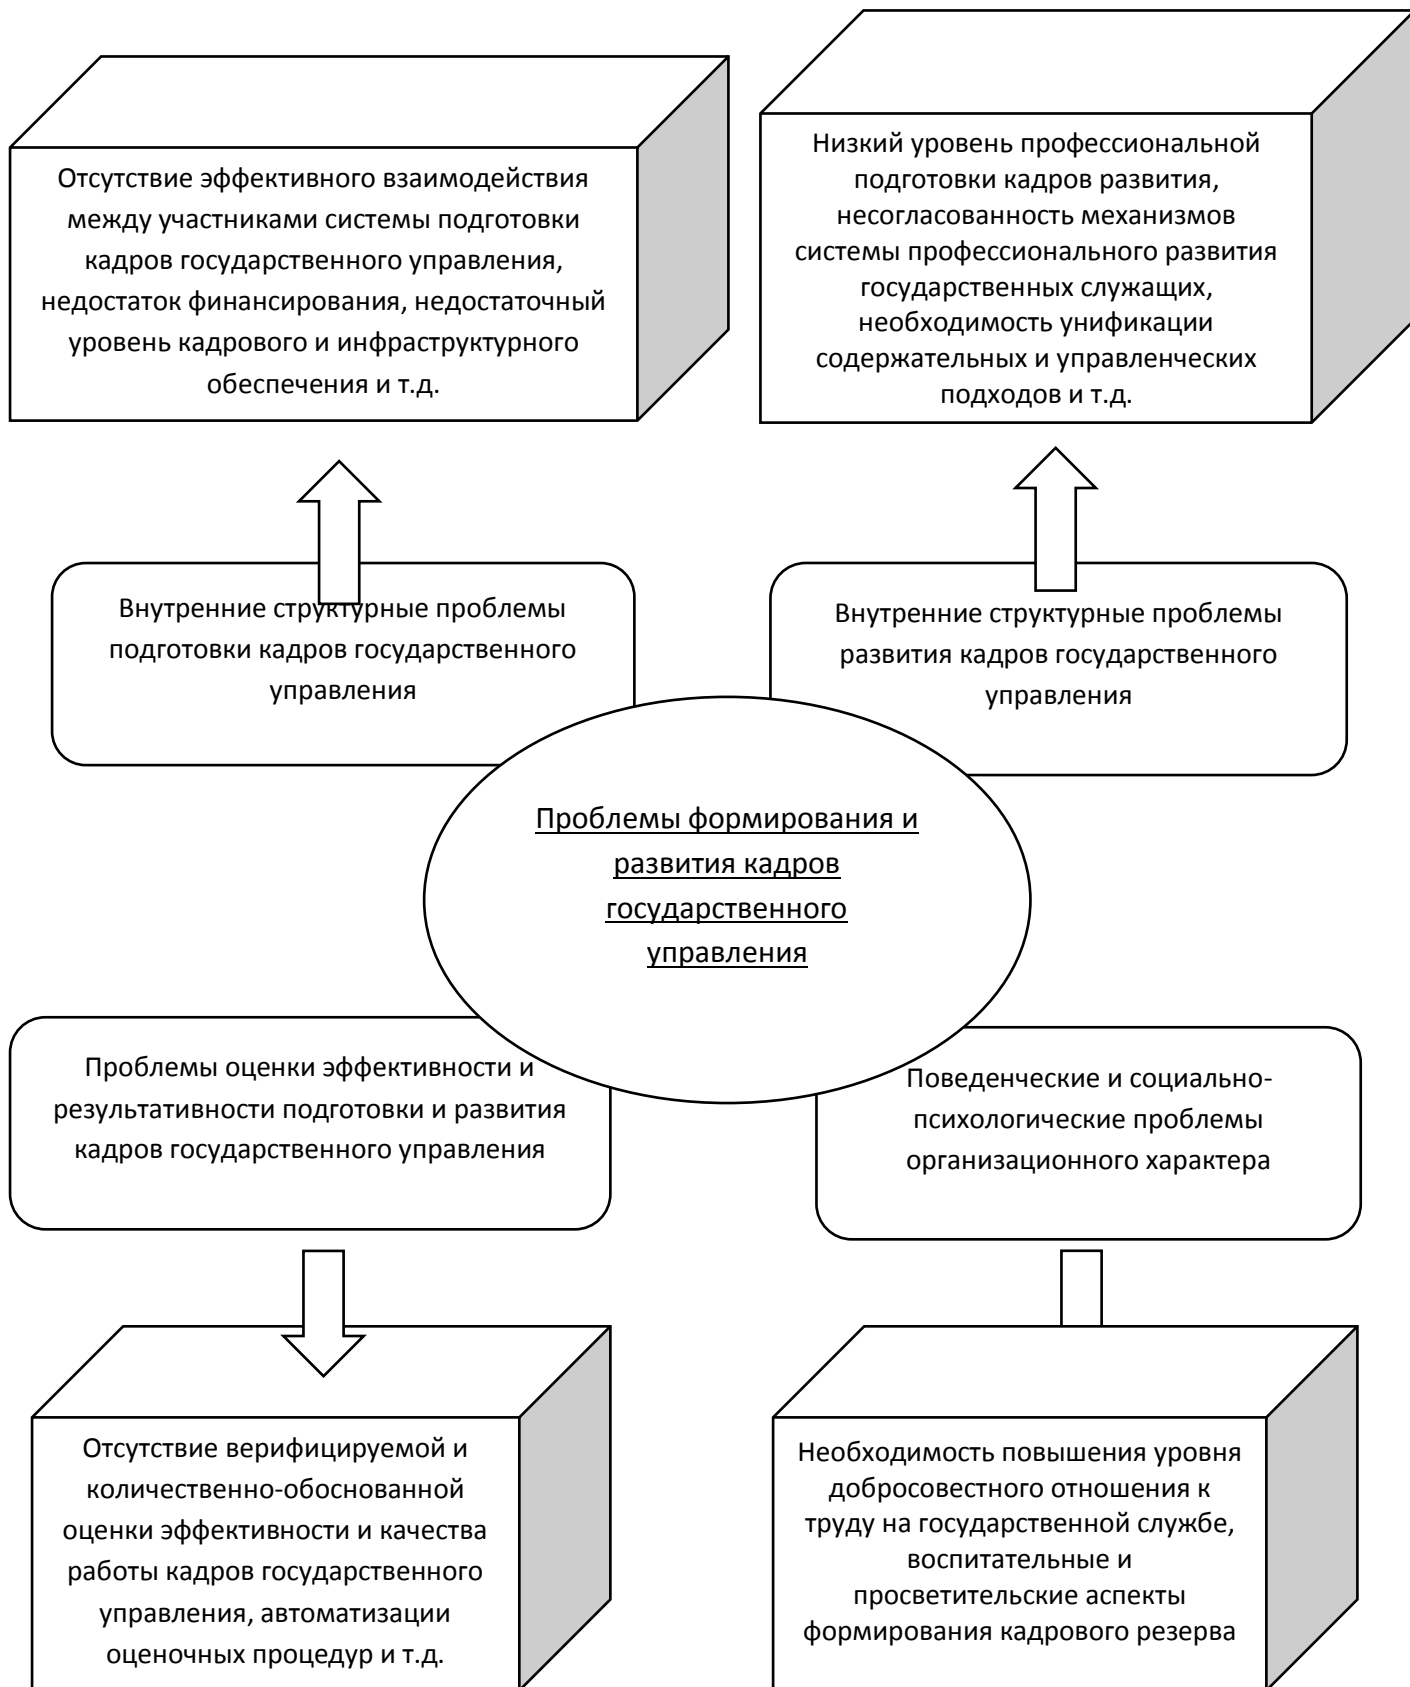 Отсутствие эффективного взаимодействия
между участниками системы подготовки
кадров государственного управления,
недостаток финансирования, недостаточный
уровень кадрового и инфраструктурного
обеспечения и т.д.
Низкий уровень профессиональной
подготовки кадров развития,
несогласованность механизмов
системы профессионального развития
государственных служащих,
необходимость унификации
содержательных и управленческих
подходов и т.д.
Внутренние структурные проблемы
подготовки кадров государственного
управления
Внутренние структурные проблемы
развития кадров государственного
управления
Проблемы формирования и
развития кадров
государственного
управления
Проблемы оценки эффективности и
результативности подготовки и развития
кадров государственного управления
Поведенческие и социально-
психологические проблемы
организационного характера
Отсутствие верифицируемой и
количественно-обоснованной
оценки эффективности и качества
работы кадров государственного
управления, автоматизации
оценочных процедур и т.д.
Необходимость повышения уровня
добросовестного отношения к
труду на государственной службе,
воспитательные и
просветительские аспекты
формирования кадрового резерва